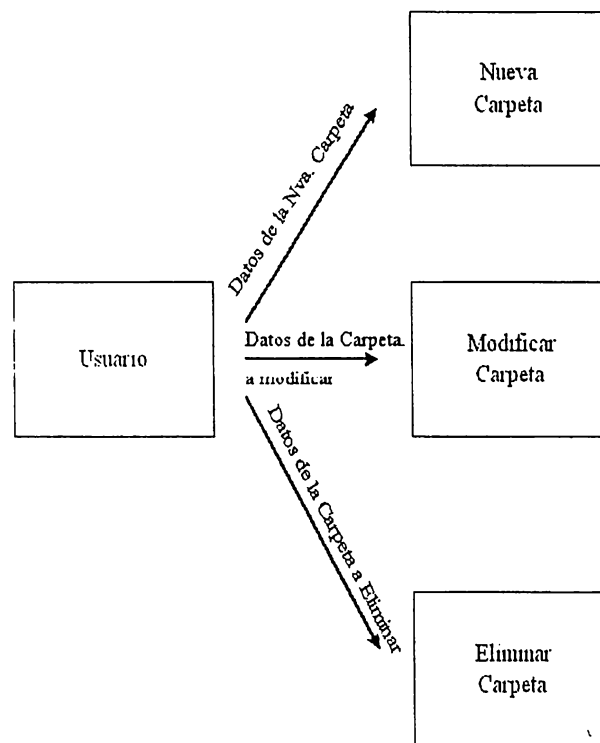 Nueva
Carpeta
Datos de la Nva. Carpeta
Usuario
Datos de la Carpeta.
a modificar
Modificar
Carpeta
Datos de la Carpeta a Eliminar
Eliminar
Carpeta